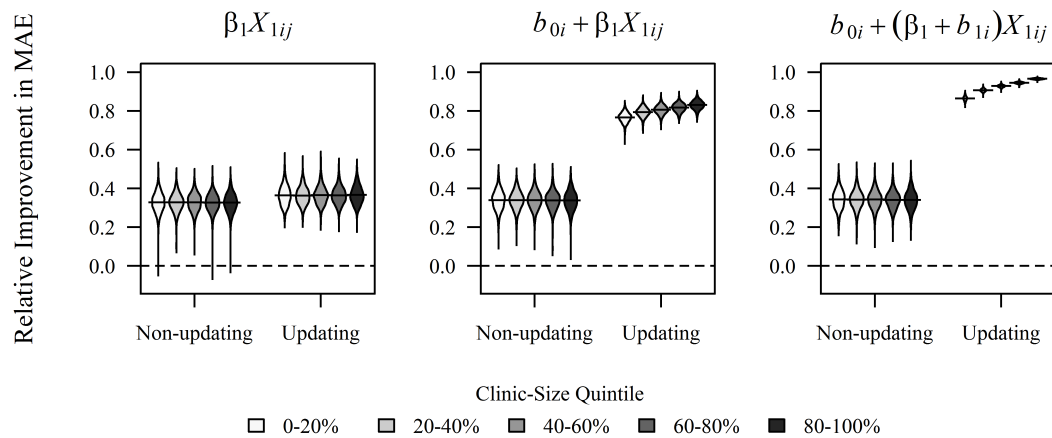 Relative Improvement in MAE
β₁X₁ᵢⱼ
1.0
0.8
0.6
0.4
0.2
0.0
Non-updating Updating
b₀ᵢ + β₁X₁ᵢⱼ
1.0
0.8
0.6
0.4
0.2
0.0
Non-updating Updating
b₀ᵢ + (β₁ + b₁ᵢ)X₁ᵢⱼ
1.0
0.8
0.6
0.4
0.2
0.0
Non-updating Updating
Clinic-Size Quintile
0-20% 20-40% 40-60% 60-80% 80-100%